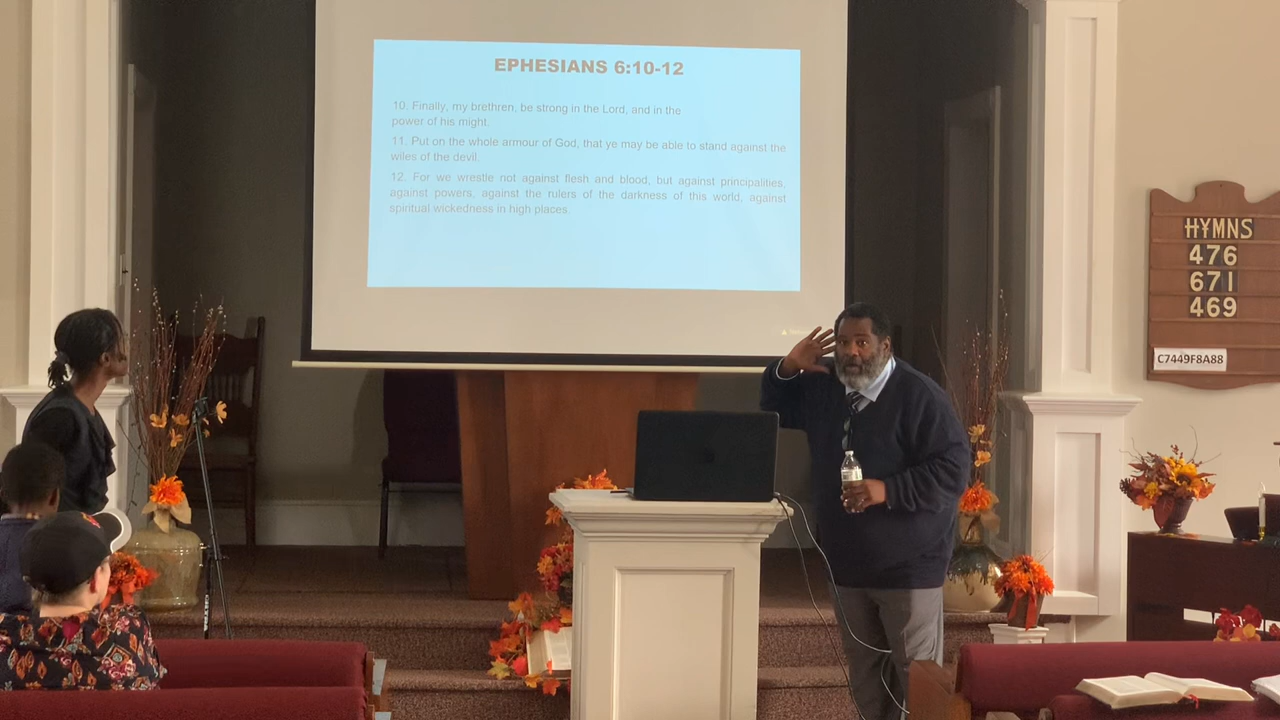 EPHESIANS 6:10-12
10. Finally, my brethren, be strong in the Lord, and in the
power of his might.
11. Put on the whole armour of God, that ye may be able to stand against the
wiles of the devil.
12. For we wrestle not against flesh and blood, but against principalities,
against powers, against the rulers of the darkness of this world, against
spiritual wickedness in high places.
HYMNS
476
671
469
C7449F8A88